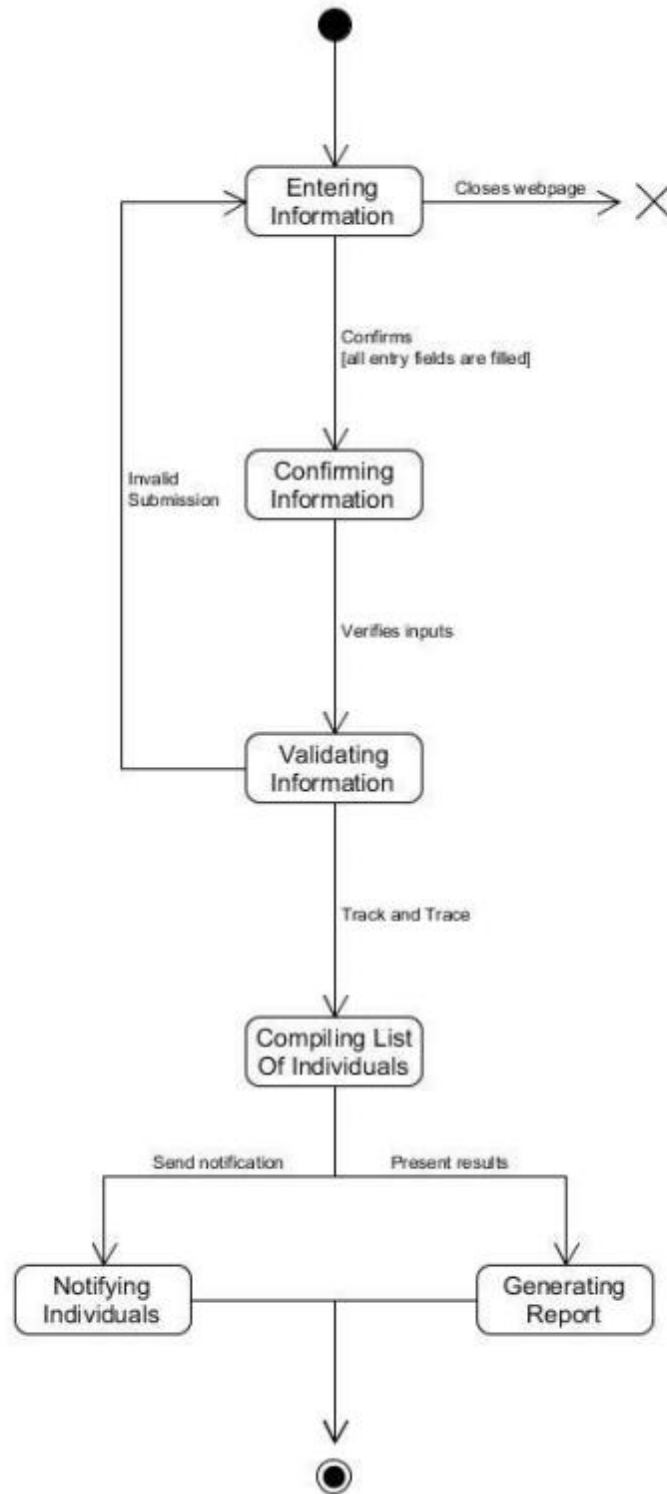 Entering
Information
Closes webpage
Confirms
[all entry fields are filled]
Confirming
Information
Invalid
Submission
Verifies inputs
Validating
Information
Track and Trace
Compiling List
Of Individuals
Send notification
Present results
Notifying
Individuals
Generating
Report